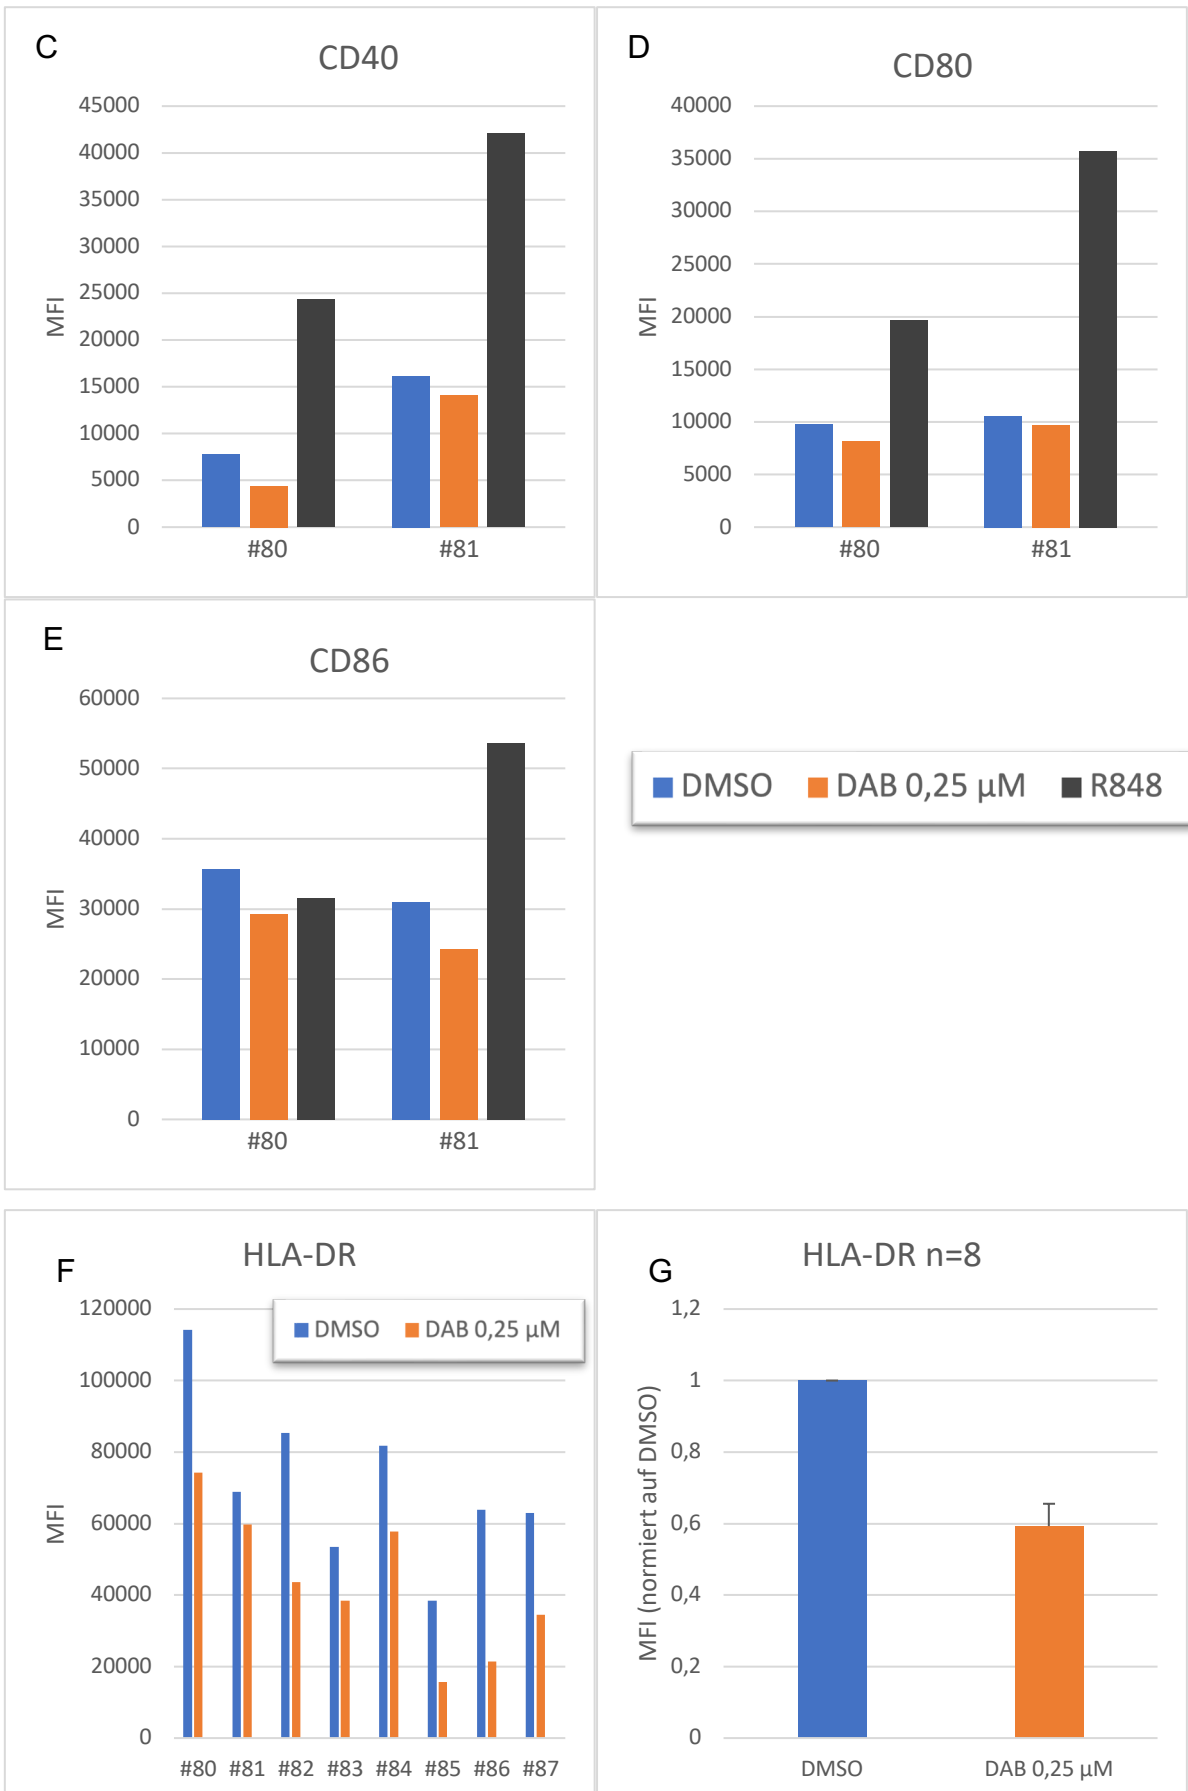 C
CD40
45000
40000
35000
30000
25000
20000
15000
10000
5000
0
MFI
#80 #81
D
CD80
40000
35000
30000
25000
20000
15000
10000
5000
0
MFI
#80 #81
E
CD86
60000
50000
40000
30000
20000
10000
0
MFI
#80 #81
DMSO DAB 0,25 µM R848
F
HLA-DR
DMSO DAB 0,25 µM
120000
100000
80000
60000
40000
20000
0
MFI
#80 #81 #82 #83 #84 #85 #86 #87
G
HLA-DR n=8
1,2
1
0,8
0,6
0,4
0,2
0
MFI (normiert auf DMSO)
DMSO DAB 0,25 µM